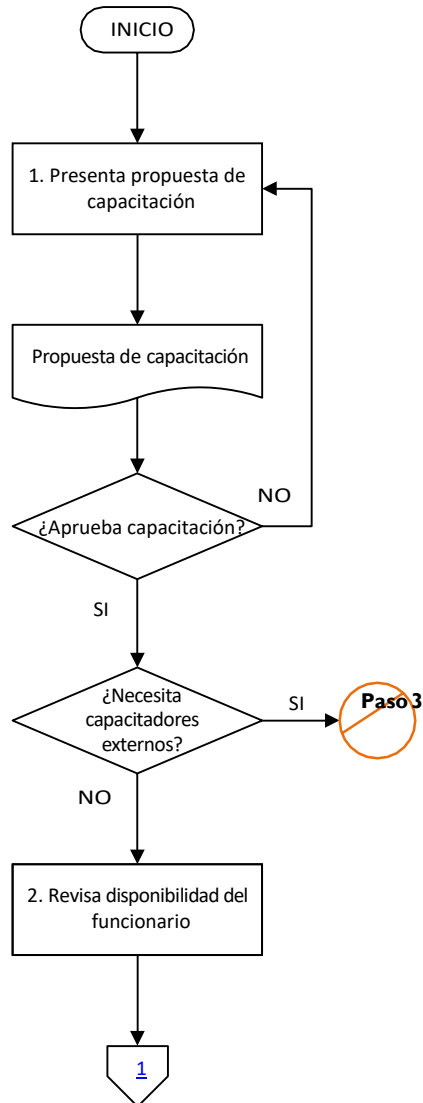 INICIO
1. Presenta propuesta de
capacitación
Propuesta de capacitación
NO
¿Aprueba capacitación?
SI
¿Necesita
capacitadores
externos?
SI
Paso 3
NO
2. Revisa disponibilidad del
funcionario
1